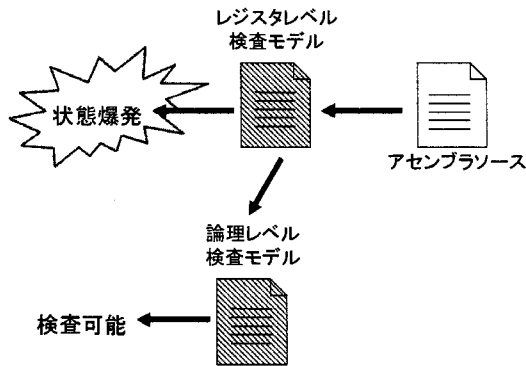 レジスタレベル
検査モデル
状態爆発
アセンブラソース
論理レベル
検査モデル
検査可能